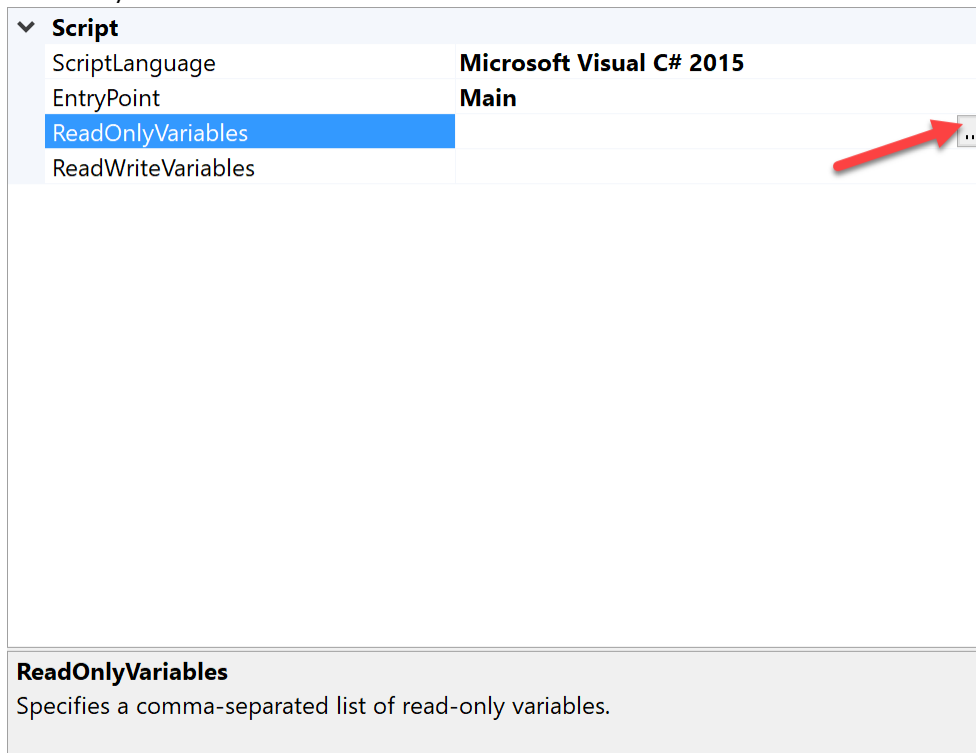 Script
ScriptLanguage Microsoft Visual C# 2015
EntryPoint Main
ReadOnlyVariables ..
ReadWriteVariables
ReadOnlyVariables
Specifies a comma-separated list of read-only variables.